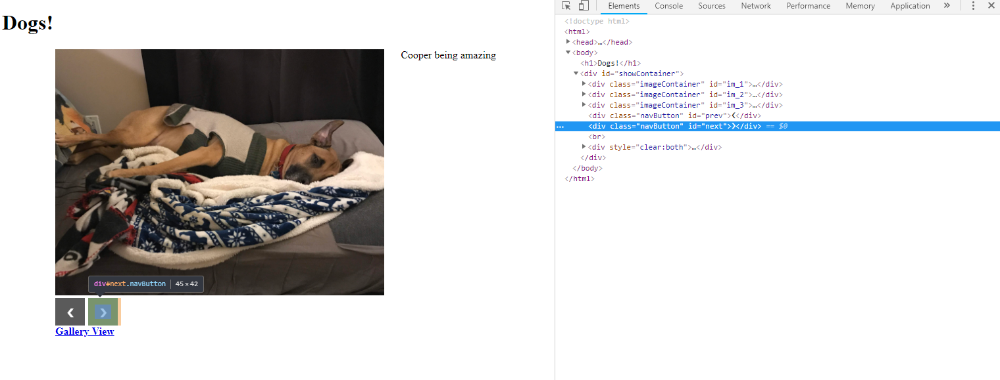 Dogs!
Cooper being amazing
div#next.navButton | 45 × 42
❮ ❯
Gallery View
Elements Console Sources Network Performance Memory Application »
<!doctype html>
<html>
<head>…</head>
<body>
<h1>Dogs!</h1>
<div id="showContainer">
<div class="imageContainer" id="im_1">…</div>
<div class="imageContainer" id="im_2">…</div>
<div class="imageContainer" id="im_3">…</div>
<div class="navButton" id="prev">❮</div>
<div class="navButton" id="next">❯</div> == $0
<br>
<div style="clear:both">…</div>
</div>
</body>
</html>